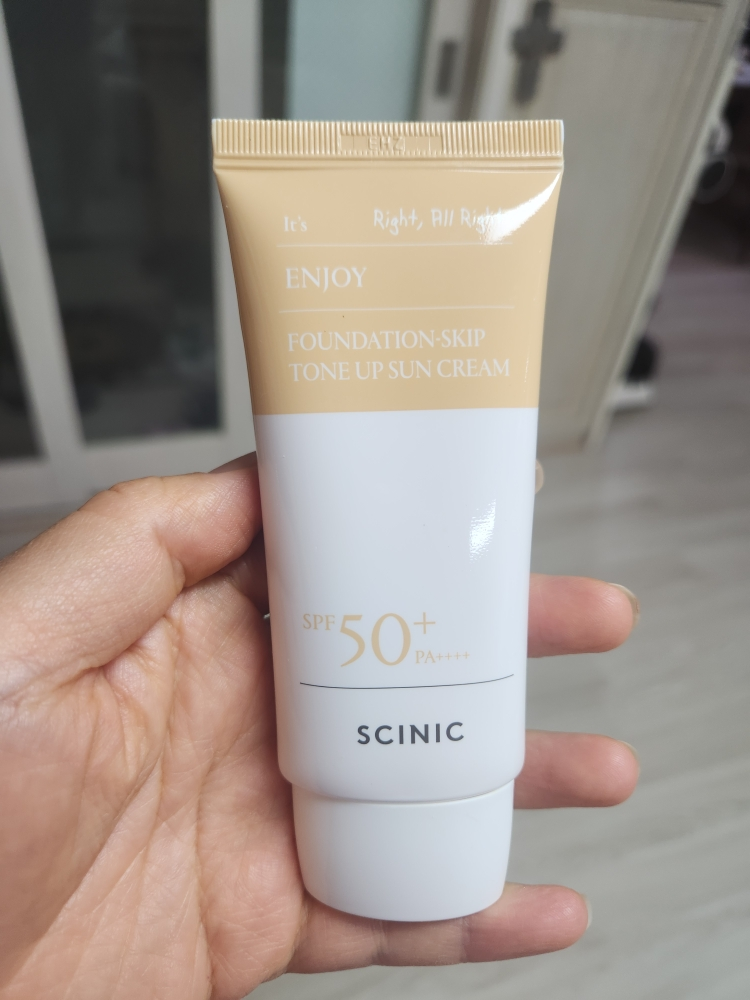 It's Right, All Right
ENJOY
FOUNDATION-SKIP
TONE UP SUN CREAM
SPF 50+
PA++++
SCINIC